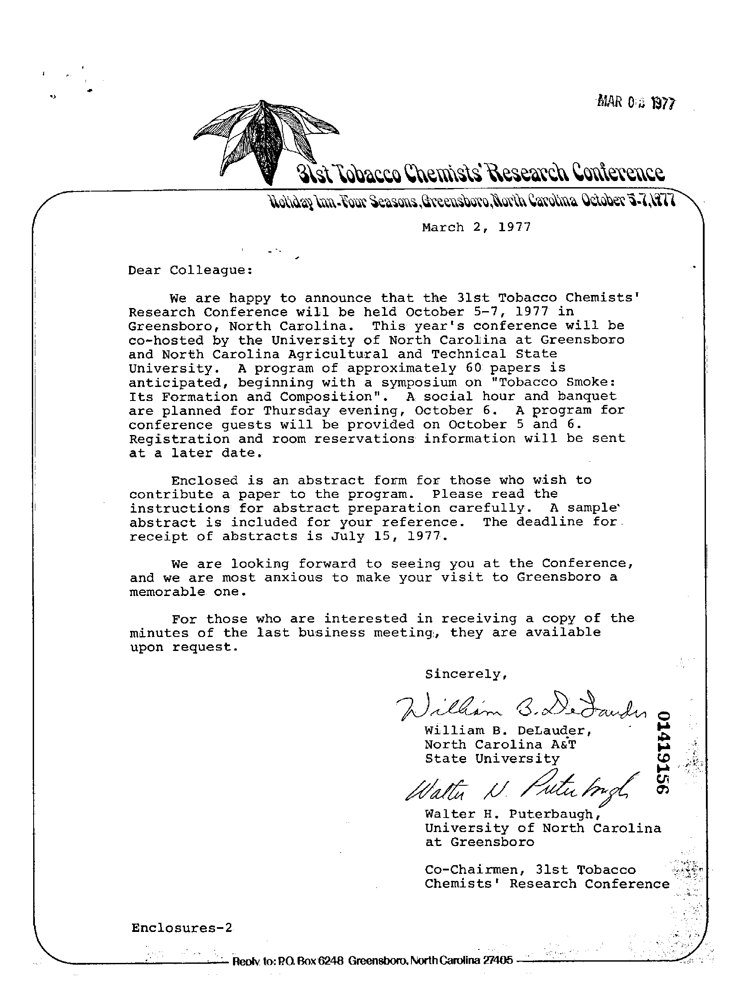 MAR 0 1977
31st Tobacco Chemists' Research Conference
Holiday Inn-Four Seasons, Greensboro, North Carolina October 5-7, 1977
March 2, 1977
Dear Colleague:
We are happy to announce that the 31st Tobacco Chemists'
Research Conference will be held October 5-7, 1977 in
Greensboro, North Carolina. This year's conference will be
co-hosted by the University of North Carolina at Greensboro
and North Carolina Agricultural and Technical State
University. A program of approximately 60 papers is
anticipated, beginning with a symposium on "Tobacco Smoke:
Its Formation and Composition". A social hour and banquet
are planned for Thursday evening, October 6. A program for
conference guests will be provided on October 5 and 6.
Registration and room reservations information will be sent
at a later date.
Enclosed is an abstract form for those who wish to
contribute a paper to the program. Please read the
instructions for abstract preparation carefully. A sample
abstract is included for your reference. The deadline for
receipt of abstracts is July 15, 1977.
We are looking forward to seeing you at the Conference,
and we are most anxious to make your visit to Greensboro a
memorable one.
For those who are interested in receiving a copy of the
minutes of the last business meeting, they are available
upon request.
Sincerely,
William B. DeLauder
William B. DeLauder,
North Carolina A&T
State University
Walter H. Puterbaugh
Walter H. Puterbaugh,
University of North Carolina
at Greensboro
Co-Chairmen, 31st Tobacco
Chemists' Research Conference
01419156
Enclosures-2
Reply to: P.O. Box 6248 Greensboro, North Carolina 27405